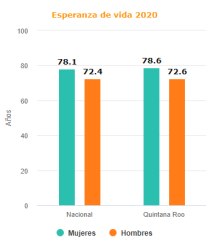 Esperanza de vida 2020
100
80
60
40
20
0
Años
78.1
72.4
78.6
72.6
Nacional
Quintana Roo
Mujeres
Hombres